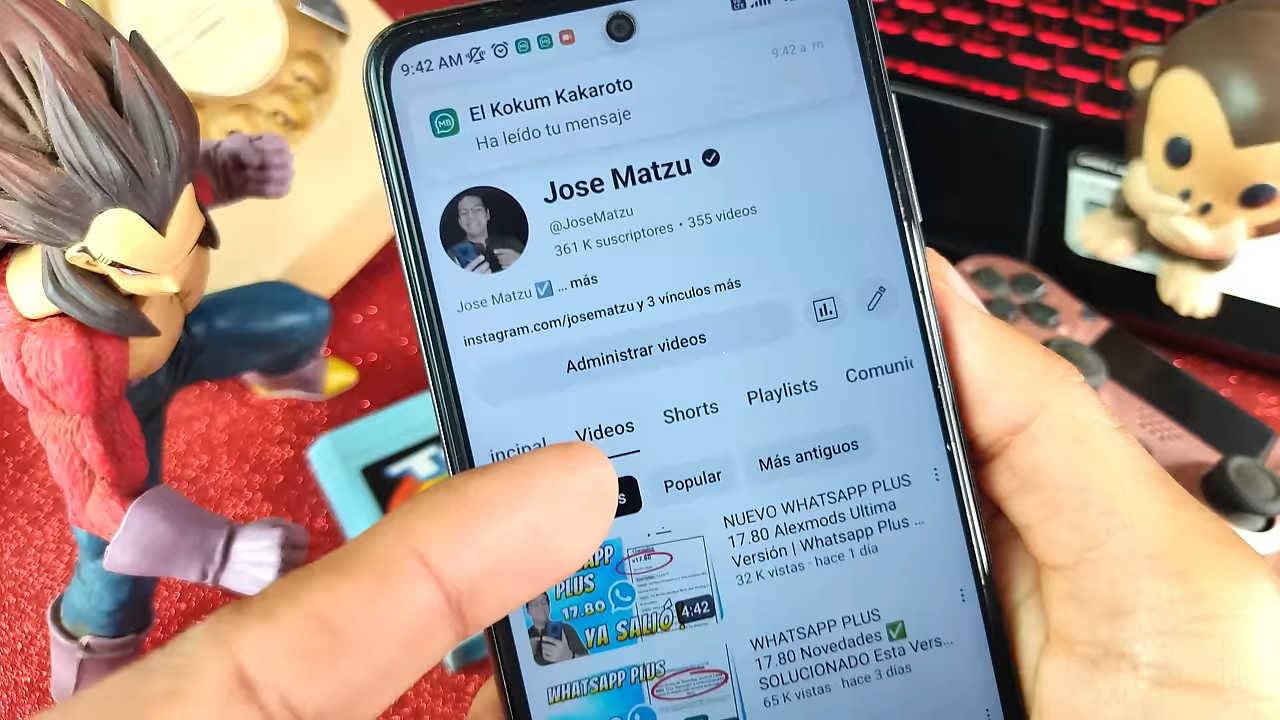 9:42 AM
9:42 a m
El Kokum Kakaroto
Ha leído tu mensaje
Jose Matzu
@JoseMatzu
361 K suscriptores • 355 videos
Jose Matzu ☑️ ... más
instagram.com/josematzu y 3 vínculos más
Administrar videos
Videos
Shorts
Playlists
Popular
Más antiguos
NUEVO WHATSAPP PLUS
17.80 Alexmods Ultima
Versión | Whatsapp Plus ...
32 K vistas · hace 1 día
PLUS
17.80
v17.80
YA SALIÓ
4:42
WHATSAPP PLUS
17.80 Novedades ✅
SOLUCIONADO Esta Vers...
65 K vistas · hace 3 días
WHATSAPP PLUS